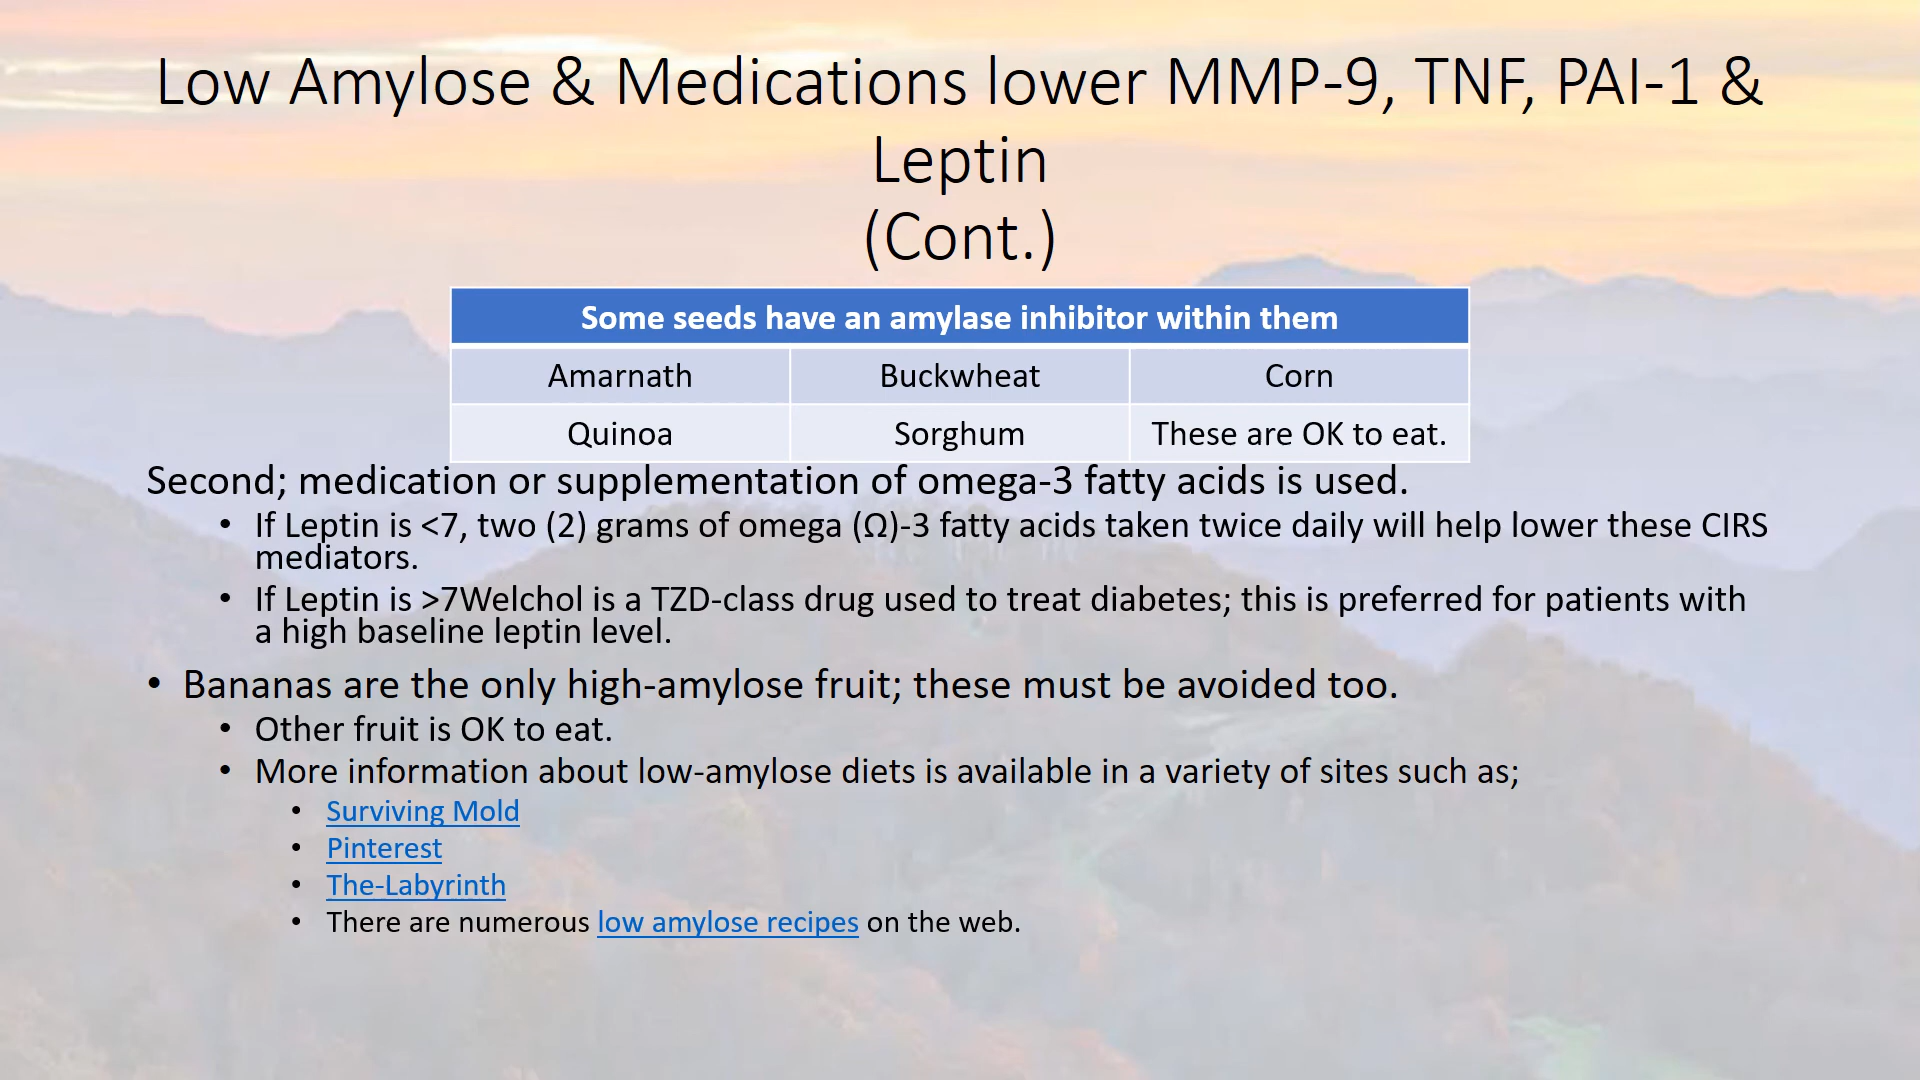 Low Amylose & Medications lower MMP-9, TNF, PAI-1 &
Leptin
(Cont.)
Some seeds have an amylase inhibitor within them
Amarnath Buckwheat Corn
Quinoa Sorghum These are OK to eat.
Second; medication or supplementation of omega-3 fatty acids is used.
• If Leptin is <7, two (2) grams of omega (Ω)-3 fatty acids taken twice daily will help lower these CIRS
mediators.
• If Leptin is >7Welchol is a TZD-class drug used to treat diabetes; this is preferred for patients with
a high baseline leptin level.
• Bananas are the only high-amylose fruit; these must be avoided too.
• Other fruit is OK to eat.
• More information about low-amylose diets is available in a variety of sites such as;
• Surviving Mold
• Pinterest
• The-Labyrinth
• There are numerous low amylose recipes on the web.